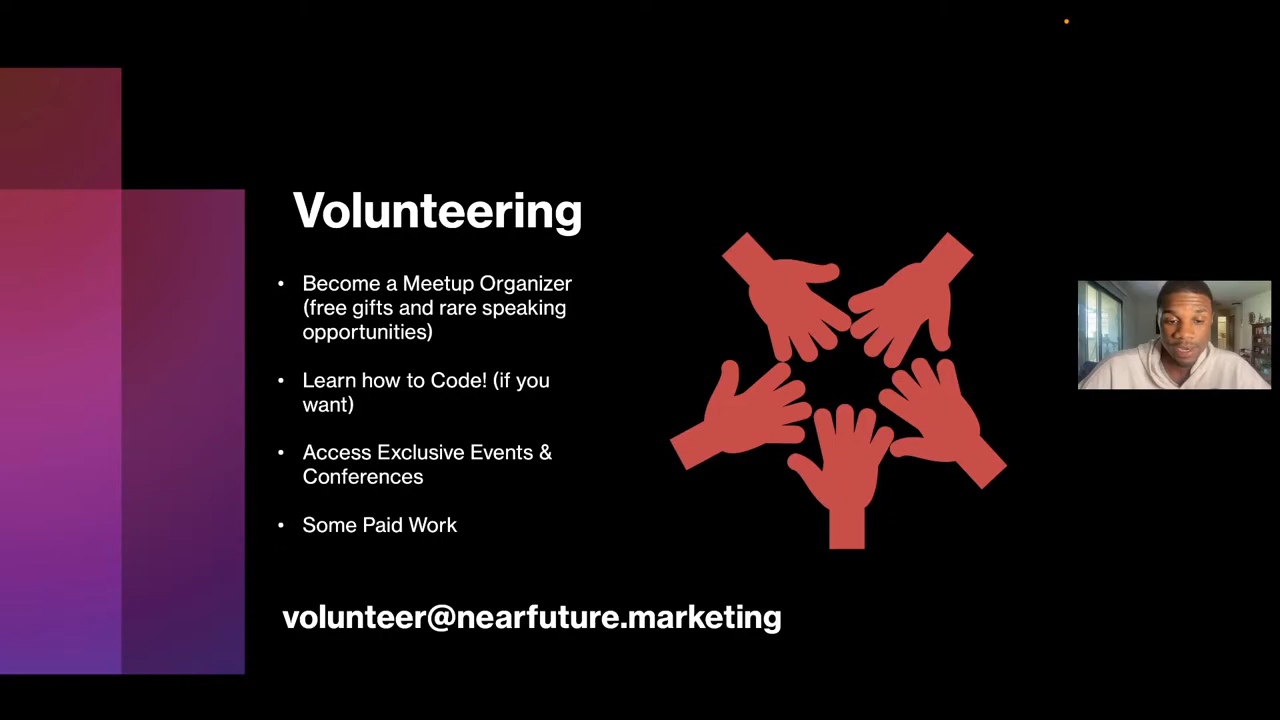 Volunteering
• Become a Meetup Organizer
(free gifts and rare speaking
opportunities)
• Learn how to Code! (if you
want)
• Access Exclusive Events &
Conferences
• Some Paid Work
volunteer@nearfuture.marketing